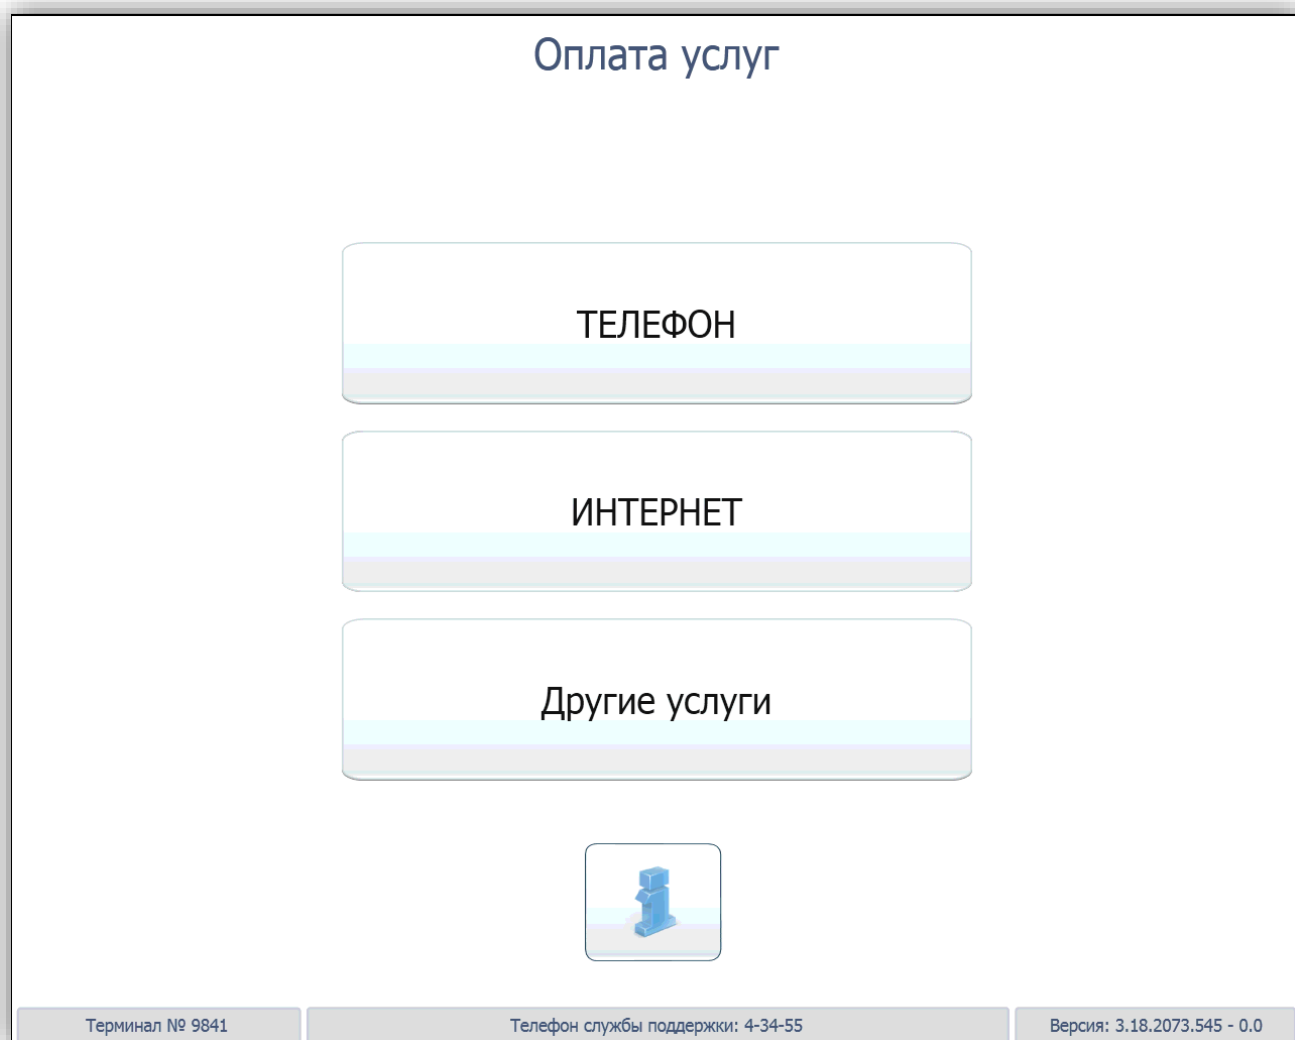 Оплата услуг
ТЕЛЕФОН
ИНТЕРНЕТ
Другие услуги
Терминал № 9841
Телефон службы поддержки: 4-34-55
Версия: 3.18.2073.545 - 0.0